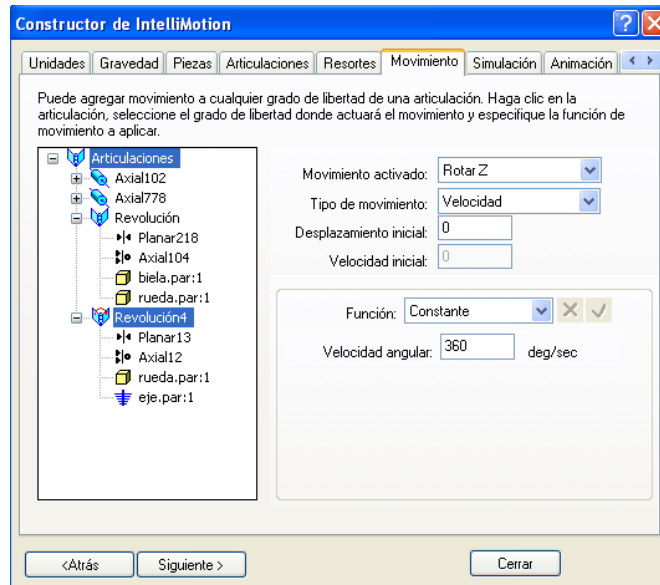 Constructor de IntelliMotion
Unidades Gravedad Piezas Articulaciones Resortes Movimiento Simulación Animación
Puede agregar movimiento a cualquier grado de libertad de una articulación. Haga clic en la
articulación, seleccione el grado de libertad donde actuará el movimiento y especifique la función de
movimiento a aplicar.
Articulaciones
Axial102
Axial778
Revolución
Planar218
Axial104
biela.par:1
rueda.par:1
Revolución4
Planar13
Axial12
rueda.par:1
eje.par:1
Movimiento activado: Rotar Z
Tipo de movimiento: Velocidad
Desplazamiento inicial: 0
Velocidad inicial: 0
Función: Constante
Velocidad angular: 360 deg/sec
<Atrás Siguiente > Cerrar